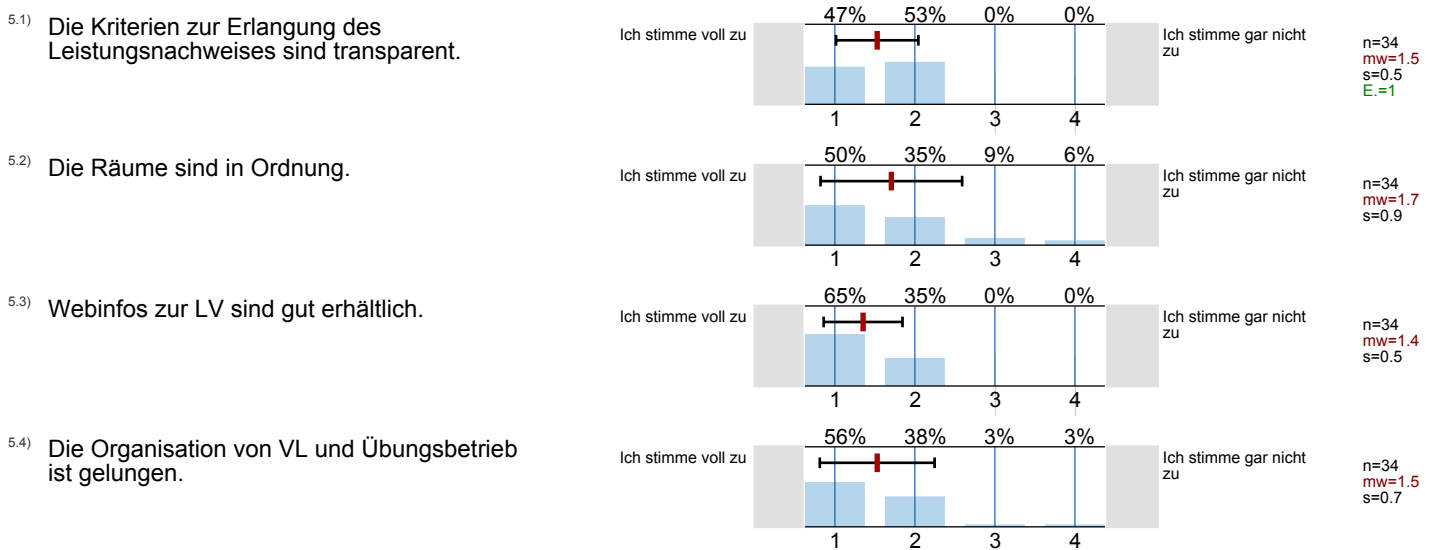 5.1) Die Kriterien zur Erlangung des
Leistungsnachweises sind transparent.
Ich stimme voll zu
47% 53% 0% 0%
1 2 3 4
Ich stimme gar nicht
zu
n=34
mw=1.5
s=0.5
E.=1
5.2) Die Räume sind in Ordnung.
Ich stimme voll zu
50% 35% 9% 6%
1 2 3 4
Ich stimme gar nicht
zu
n=34
mw=1.7
s=0.9
5.3) Webinfos zur LV sind gut erhältlich.
Ich stimme voll zu
65% 35% 0% 0%
1 2 3 4
Ich stimme gar nicht
zu
n=34
mw=1.4
s=0.5
5.4) Die Organisation von VL und Übungsbetrieb
ist gelungen.
Ich stimme voll zu
56% 38% 3% 3%
1 2 3 4
Ich stimme gar nicht
zu
n=34
mw=1.5
s=0.7